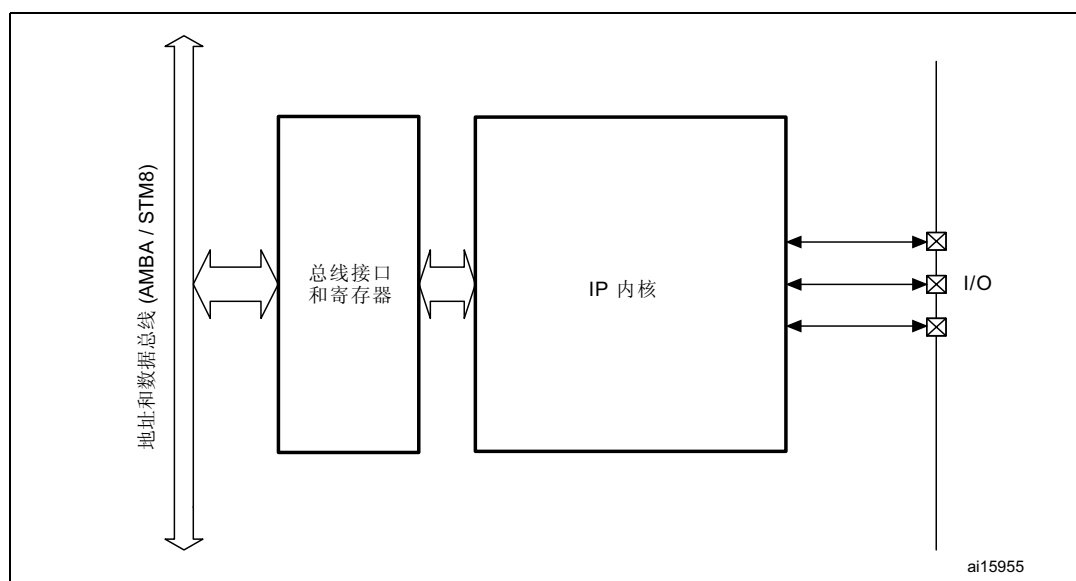 地址和数据总线 (AMBA / STM8)
总线接口
和寄存器
IP 内核
I/O
ai15955